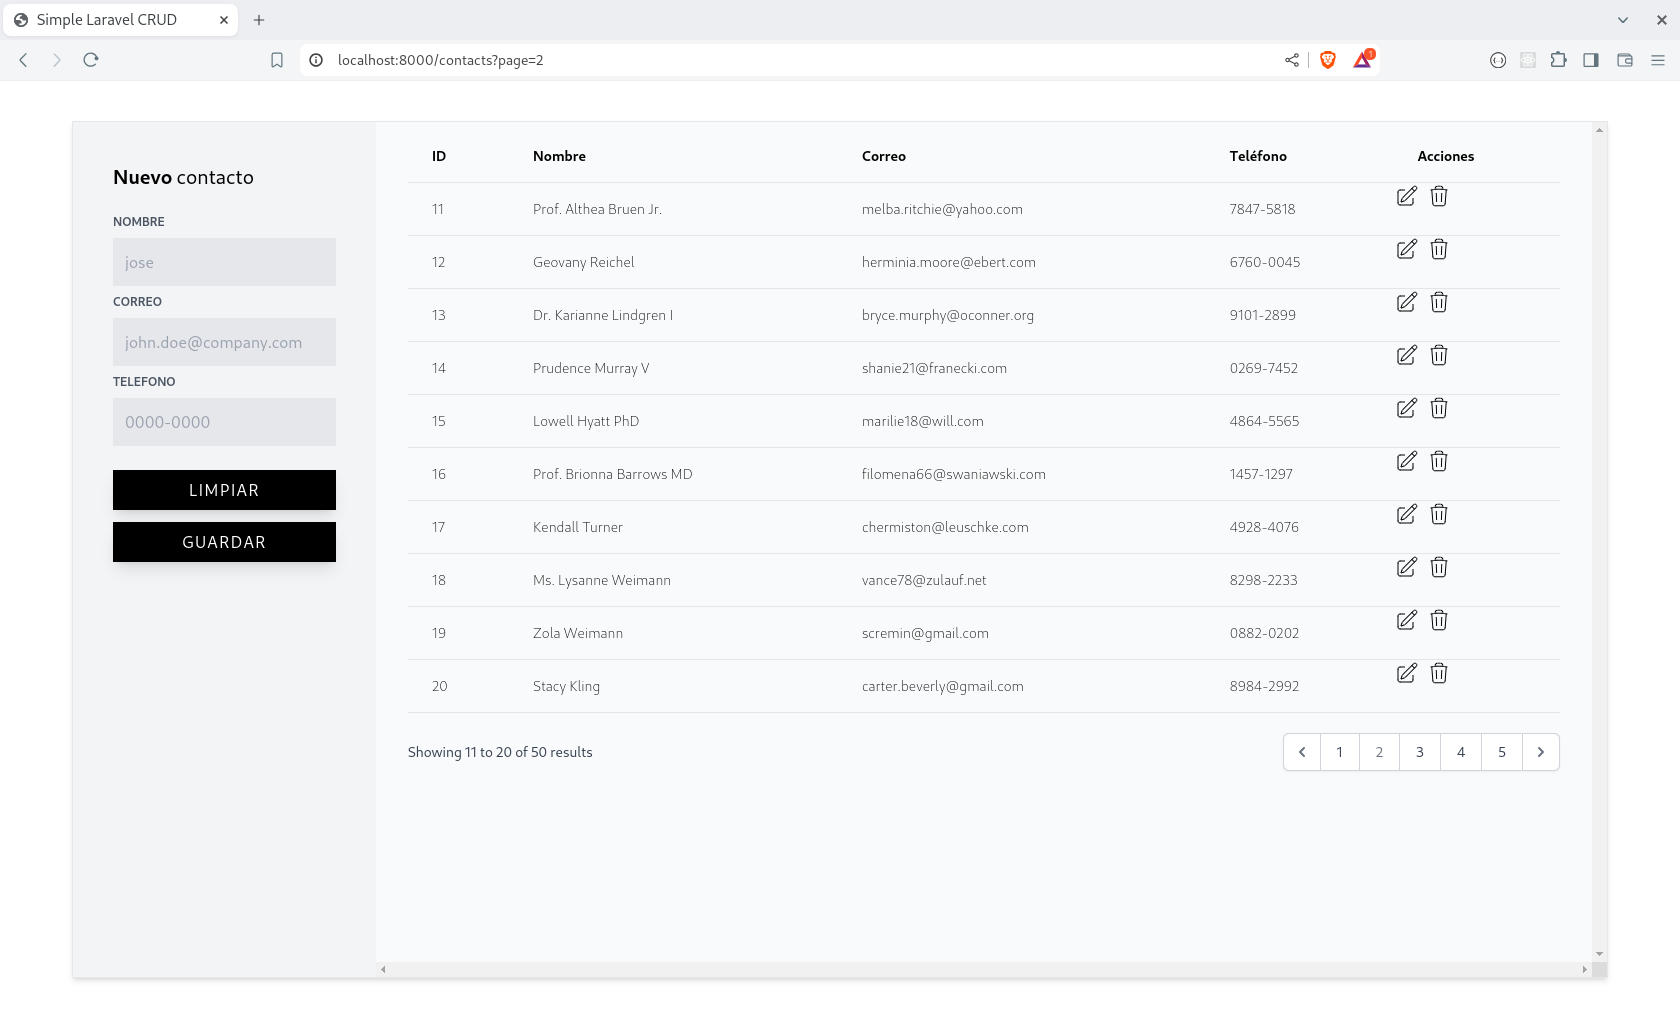 Simple Laravel CRUD
localhost:8000/contacts?page=2
1
Nuevo contacto
NOMBRE
jose
CORREO
john.doe@company.com
TELEFONO
0000-0000
LIMPIAR
GUARDAR
ID Nombre Correo Teléfono Acciones
11 Prof. Althea Bruen Jr. melba.ritchie@yahoo.com 7847-5818
12 Geovany Reichel herminia.moore@ebert.com 6760-0045
13 Dr. Karianne Lindgren I bryce.murphy@oconner.org 9101-2899
14 Prudence Murray V shanie21@franecki.com 0269-7452
15 Lowell Hyatt PhD marilie18@will.com 4864-5565
16 Prof. Brionna Barrows MD filomena66@swaniawski.com 1457-1297
17 Kendall Turner chermiston@leuschke.com 4928-4076
18 Ms. Lysanne Weimann vance78@zulauf.net 8298-2233
19 Zola Weimann scremin@gmail.com 0882-0202
20 Stacy Kling carter.beverly@gmail.com 8984-2992
Showing 11 to 20 of 50 results
1 2 3 4 5